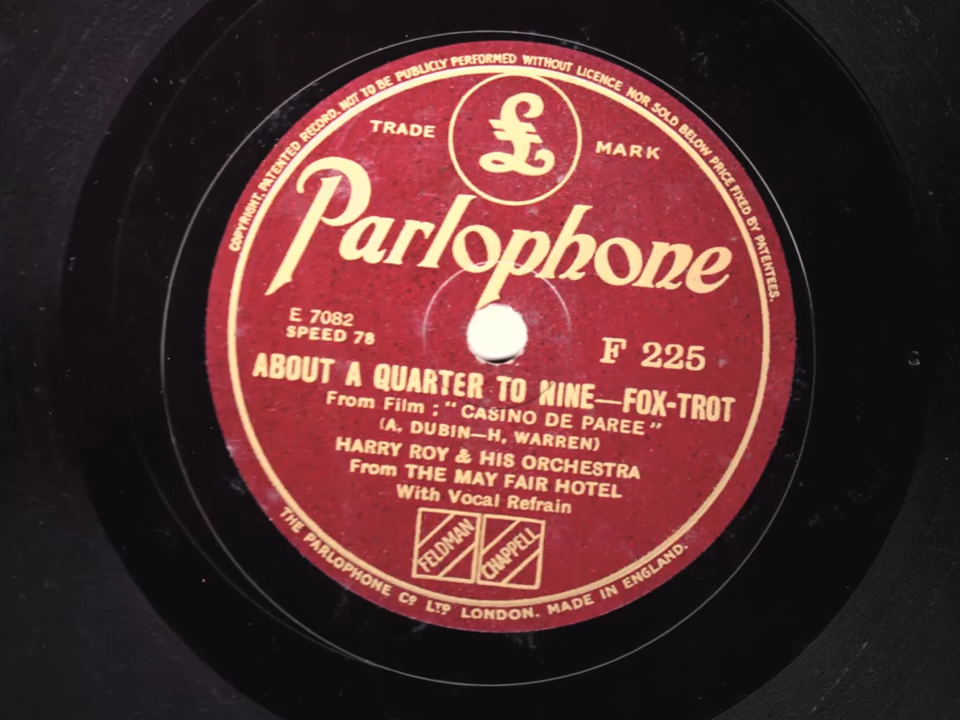 COPYRIGHT, PATENTED RECORD, NOT TO BE PUBLICLY PERFORMED WITHOUT LICENCE, NOR SOLD BELOW PRICE FIXED BY PATENTEES.
TRADE £ MARK
Parlophone
E 7082
SPEED 78
F 225
ABOUT A QUARTER TO NINE—FOX-TROT
From Film : "CASINO DE PAREE"
(A. DUBIN—H. WARREN)
HARRY ROY & HIS ORCHESTRA
From THE MAY FAIR HOTEL
With Vocal Refrain
FELDMAN
CHAPPELL
THE PARLOPHONE Cº LTD LONDON. MADE IN ENGLAND.